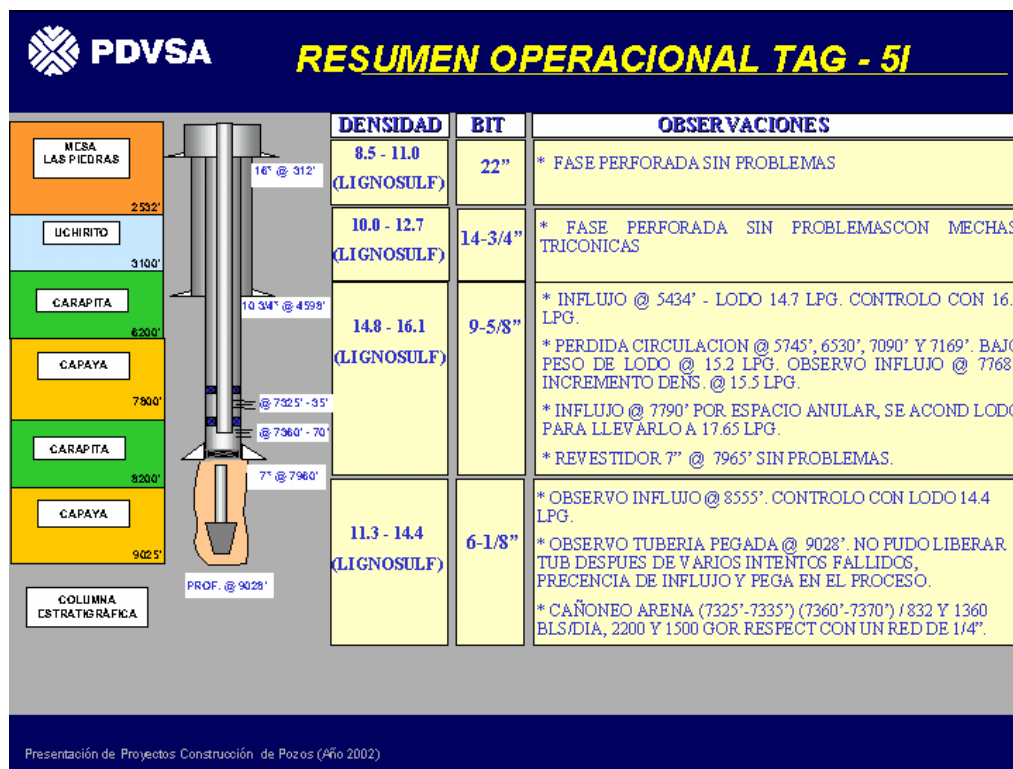 PDVSA
RESUMEN OPERACIONAL TAG - 5I
MESA
LAS PIEDRAS
2532'
UCHIRITO
3100'
CARAPITA
6200'
CAPAYA
7800'
CARAPITA
8200'
CAPAYA
9025'
COLUMNA
ESTRATIGRÁFICA
16" @ 312'
10 3/4" @ 4598'
@ 7325' - 35'
@ 7360' - 70'
7" @ 7960'
PROF. @ 9028'
DENSIDAD BIT OBSERVACIONES
8.5 - 11.0
(LIGNOSULF)
22”
* FASE PERFORADA SIN PROBLEMAS
10.0 - 12.7
(LIGNOSULF)
14-3/4”
* FASE PERFORADA SIN PROBLEMASCON MECHAS
TRICONICAS
14.8 - 16.1
(LIGNOSULF)
9-5/8”
* INFLUJO @ 5434’ - LODO 14.7 LPG. CONTROLO CON 16.
LPG.
* PERDIDA CIRCULACION @ 5745’, 6530’, 7090’ Y 7169’. BAJO
PESO DE LODO @ 15.2 LPG. OBSERVO INFLUJO @ 7768
INCREMENTO DENS. @ 15.5 LPG.
* INFLUJO @ 7790’ POR ESPACIO ANULAR, SE ACOND LODO
PARA LLEVARLO A 17.65 LPG.
* REVESTIDOR 7” @ 7965’ SIN PROBLEMAS.
11.3 - 14.4
(LIGNOSULF)
6-1/8”
* OBSERVO INFLUJO @ 8555’. CONTROLO CON LODO 14.4
LPG.
* OBSERVO TUBERIA PEGADA @ 9028’. NO PUDO LIBERAR
TUB DESPUES DE VARIOS INTENTOS FALLIDOS,
PRECENCIA DE INFLUJO Y PEGA EN EL PROCESO.
* CAÑONEO ARENA (7325’-7335’) (7360’-7370’) / 832 Y 1360
BLS/DIA, 2200 Y 1500 GOR RESPECT CON UN RED DE 1/4”.
Presentación de Proyectos Construcción de Pozos (Año 2002)